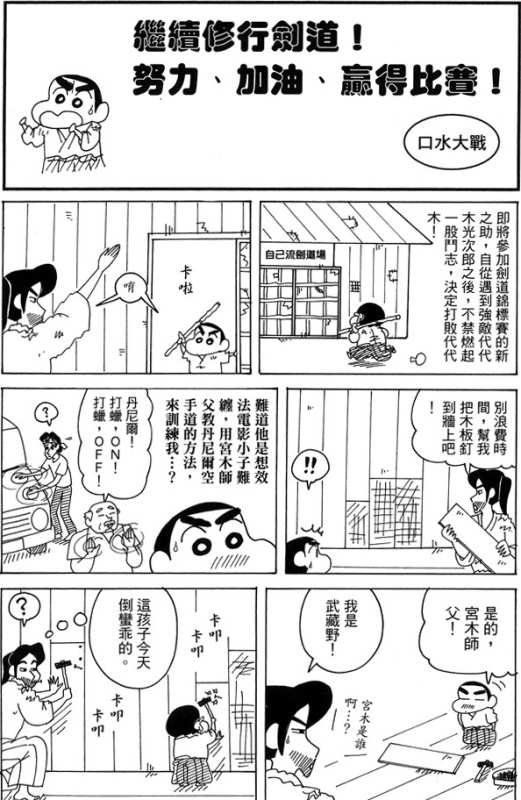 繼續修行劍道！
努力、加油、贏得比賽！
口水大戰
即將參加劍道錦標賽的新
之助，自從遇到強敵代代
木光次郎之後，不禁燃起
一股鬥志，決定打敗代代
木！
自己流劍道場
卡
啦
唷
別浪費時
間，幫我
把木板釘
到牆上吧
！
!!
難道他是想效
法電影小子難
纏，用宮木師
父教丹尼爾空
手道的方法，
來訓練我…？
丹尼爾！
打蠟，ON！
打蠟，OFF！
？
是的，
宮木師
父！
我是
武藏野！
宮木是誰
啊…？
卡
叩
卡
叩
這孩子今天
倒蠻乖的。
卡
叩
卡
叩
？